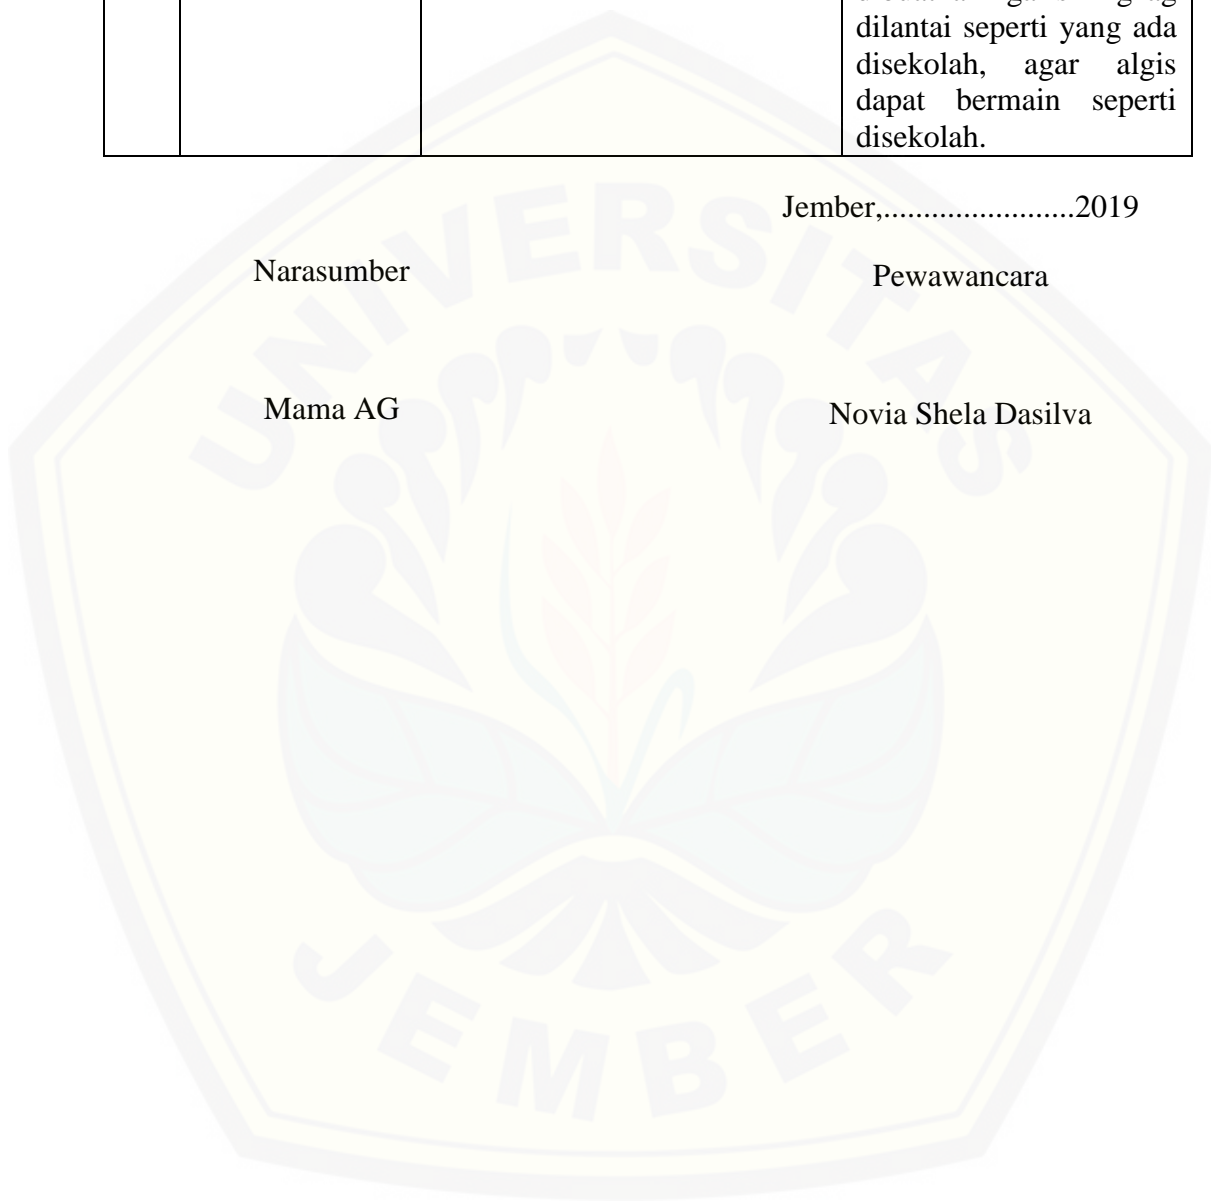 dilantai seperti yang ada
disekolah, agar algis
dapat bermain seperti
disekolah.
Jember,........................2019
Narasumber
Pewawancara
Mama AG
Novia Shela Dasilva
UNIVERSITAS
JEMBER